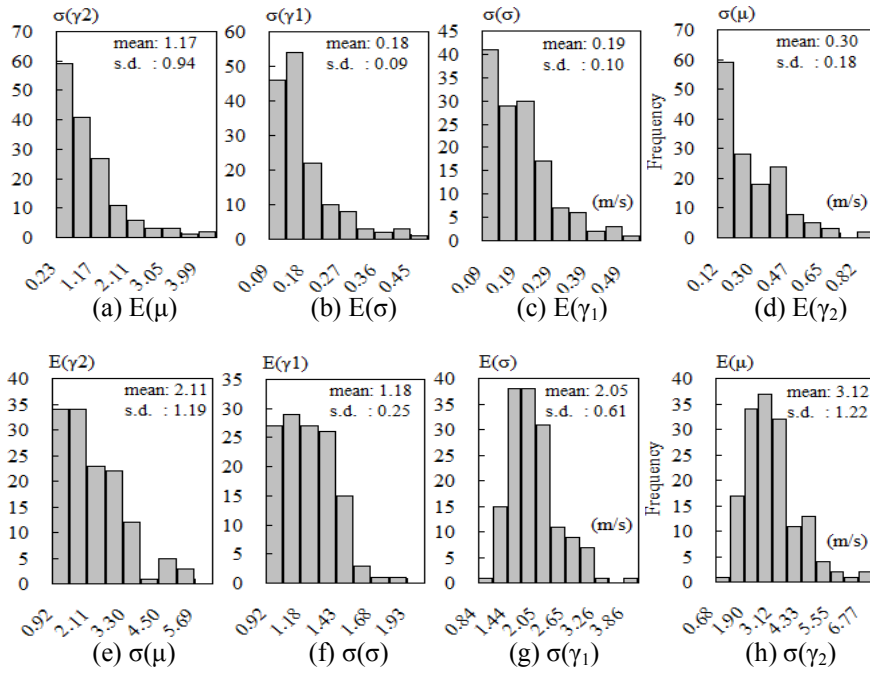 σ(γ2)
mean: 1.17
s.d. : 0.94
70
60
50
40
30
20
10
0
0.23
1.17
2.11
3.05
3.99
(a) E(μ)
σ(γ1)
mean: 0.18
s.d. : 0.09
60
50
40
30
20
10
0
0.09
0.18
0.27
0.36
0.45
(b) E(σ)
σ(σ)
mean: 0.19
s.d. : 0.10
45
40
35
30
25
20
15
10
5
0
(m/s)
0.09
0.19
0.29
0.39
0.49
(c) E(γ₁)
σ(μ)
mean: 0.30
s.d. : 0.18
Frequency
70
60
50
40
30
20
10
0
(m/s)
0.12
0.30
0.47
0.65
0.82
(d) E(γ₂)
E(γ2)
mean: 2.11
s.d. : 1.19
40
35
30
25
20
15
10
5
0
0.92
2.11
3.30
4.50
5.69
(e) σ(μ)
E(γ1)
mean: 1.18
s.d. : 0.25
35
30
25
20
15
10
5
0
0.92
1.18
1.43
1.68
1.93
(f) σ(σ)
E(σ)
mean: 2.05
s.d. : 0.61
40
35
30
25
20
15
10
5
0
(m/s)
0.84
1.44
2.05
2.65
3.26
3.86
(g) σ(γ₁)
E(μ)
mean: 3.12
s.d. : 1.22
Frequency
40
35
30
25
20
15
10
5
0
(m/s)
0.68
1.90
3.12
4.33
5.55
6.77
(h) σ(γ₂)